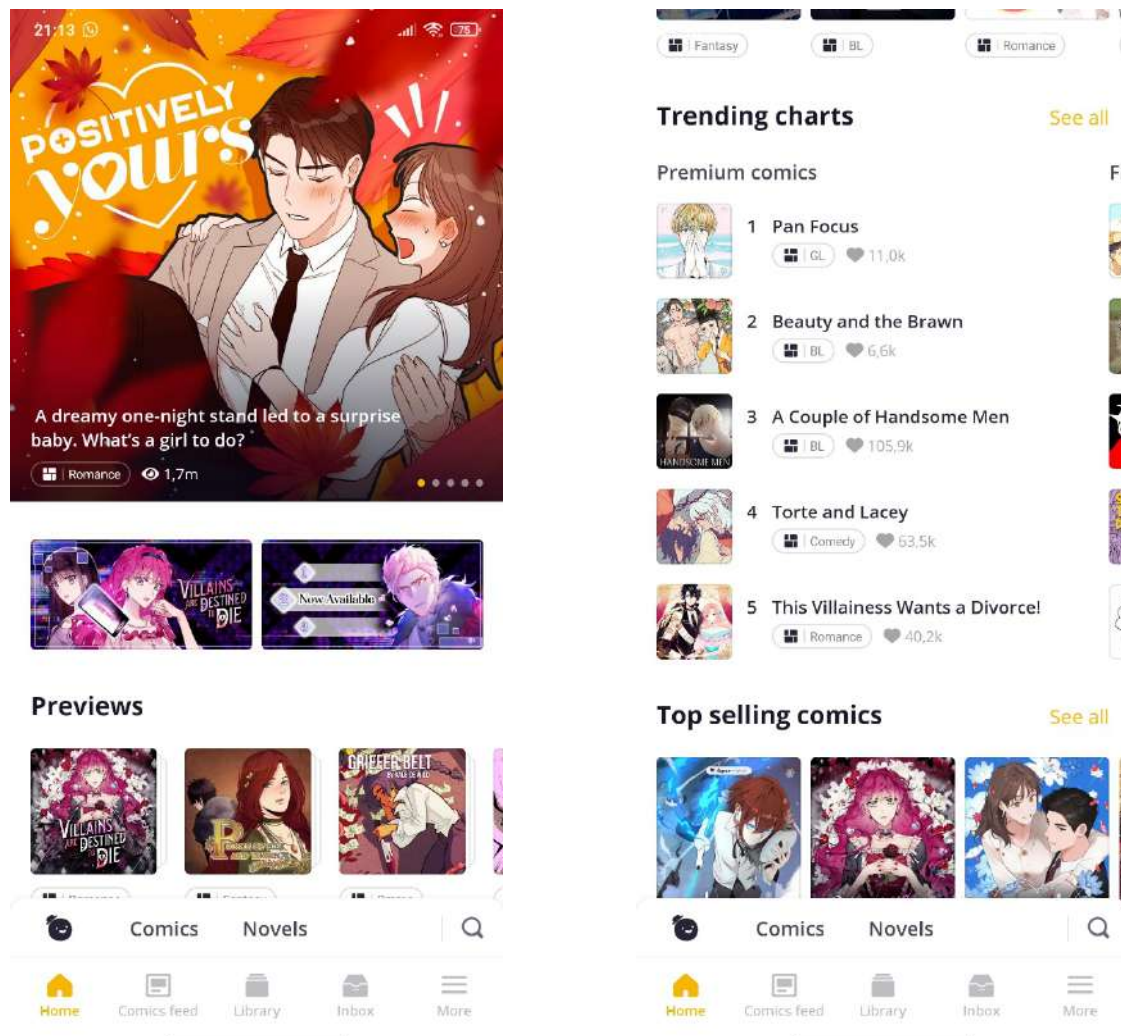 21:13
75
POSITIVELY
yours
A dreamy one-night stand led to a surprise
baby. What's a girl to do?
Romance 1,7m
VILLAINS
ARE DESTINED
TO DIE
Now Available
Previews
VILLAINS
ARE DESTINED
TO DIE
GRIEFER BELT
Romance
Fantasy
Comics Novels
Home Comics feed Library Inbox More
Fantasy BL Romance
Trending charts See all
Premium comics F
1 Pan Focus
GL 11,0k
2 Beauty and the Brawn
BL 6,6k
3 A Couple of Handsome Men
BL 105,9k
HANDSOME MEN
4 Torte and Lacey
Comedy 63,5k
5 This Villainess Wants a Divorce!
Romance 40,2k
Top selling comics See all
Comics Novels
Home Comics feed Library Inbox More